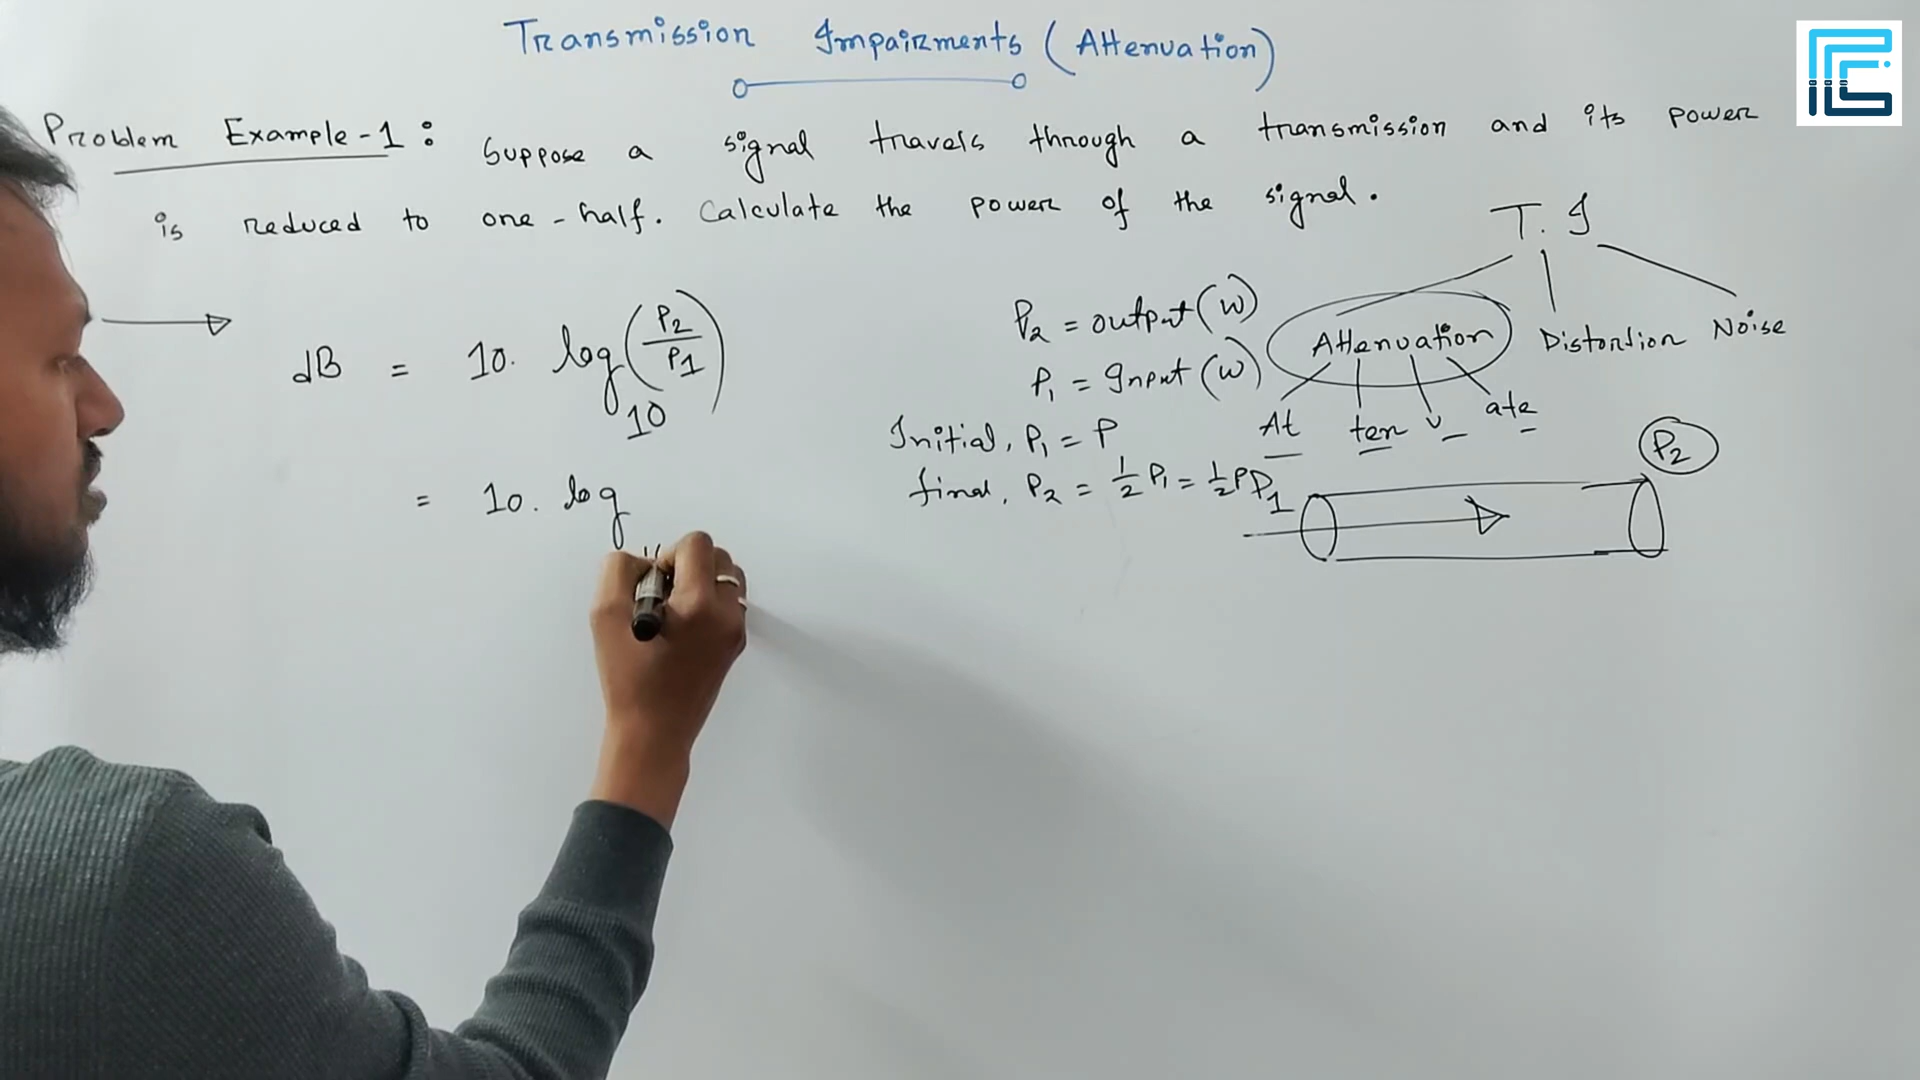 Transmission Impairments (Attenuation)
Problem Example-1: Suppose a signal travels through a transmission and its power
is reduced to one-half. Calculate the power of the signal.
T. I
Attenuation Distortion Noise
At ten u ate
P2 = output (W)
P1 = Input (W)
Initial, P1 = P
final, P2 = 1/2 P1 = 1/2 P
P1
P2
dB = 10. log10 (P2/P1)
= 10. log